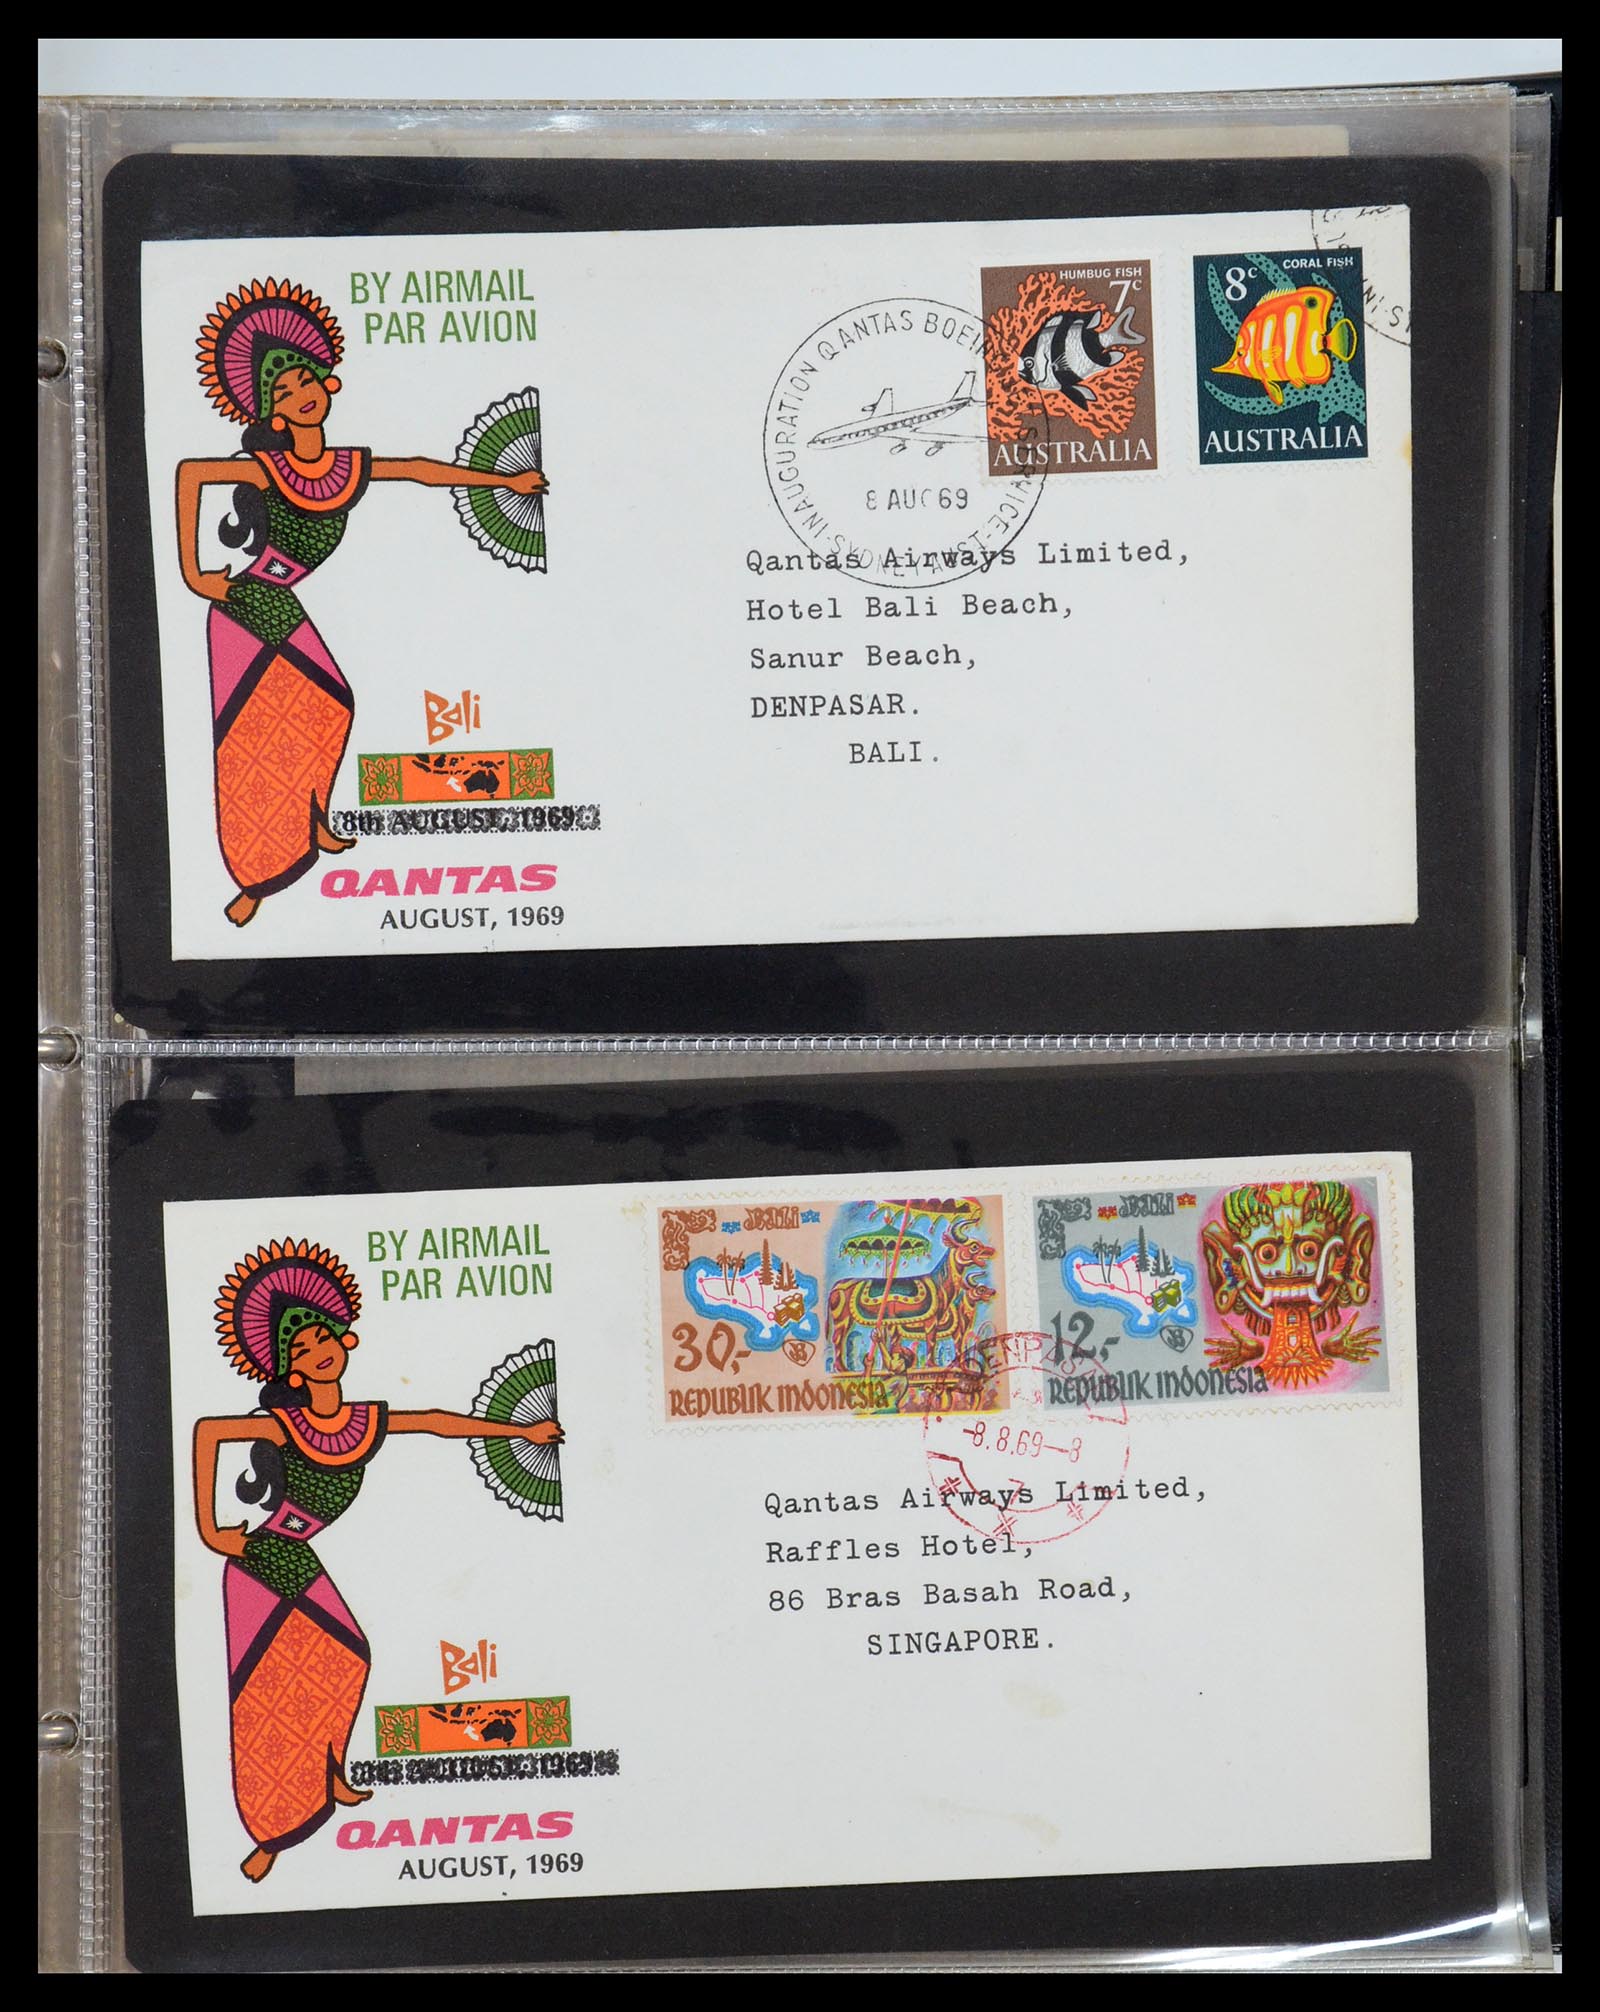 BY AIRMAIL
PAR AVION
HUMBUG FISH
7c
AUSTRALIA
CORAL FISH
8c
AUSTRALIA
INAUGURATION QANTAS
SERVICE
SYDNEY AUST
8 AUG 69
Qantas Airways Limited,
Hotel Bali Beach,
Sanur Beach,
DENPASAR.
BALI.
Bali
8th AUGUST, 1969
QANTAS
AUGUST, 1969
BY AIRMAIL
PAR AVION
Bali
30,-
REPUBLIK INDONESIA
Bali
12,-
REPUBLIK INDONESIA
-8.8.69-8
Qantas Airways Limited,
Raffles Hotel,
86 Bras Basah Road,
SINGAPORE.
Bali
QANTAS
AUGUST, 1969